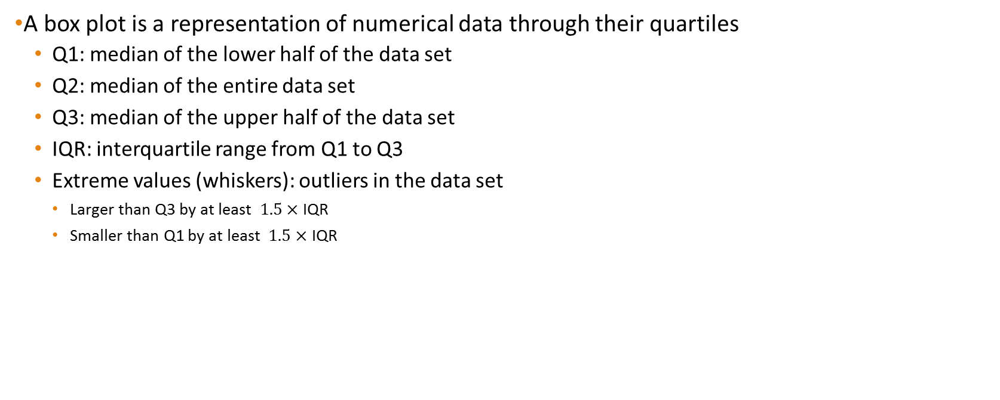 •A box plot is a representation of numerical data through their quartiles
• Q1: median of the lower half of the data set
• Q2: median of the entire data set
• Q3: median of the upper half of the data set
• IQR: interquartile range from Q1 to Q3
• Extreme values (whiskers): outliers in the data set
• Larger than Q3 by at least 1.5 × IQR
• Smaller than Q1 by at least 1.5 × IQR